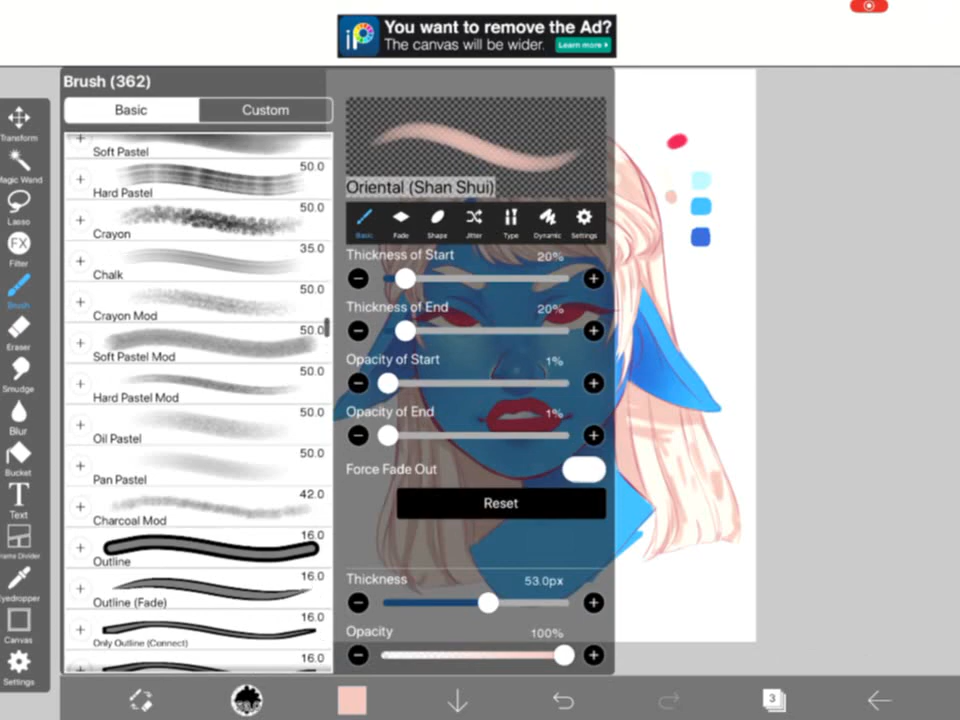 iP
You want to remove the Ad?
The canvas will be wider. Learn more
Brush (362)
Basic
Custom
Transform
Magic Wand
Lasso
FX
Filter
Brush
Eraser
Smudge
Blur
Bucket
T
Text
Frame Divider
Eyedropper
Canvas
Settings
Soft Pastel
50.0
Hard Pastel
50.0
Crayon
35.0
Chalk
50.0
Crayon Mod
50.0
Soft Pastel Mod
50.0
Hard Pastel Mod
50.0
Oil Pastel
50.0
Pan Pastel
42.0
Charcoal Mod
16.0
Outline
16.0
Outline (Fade)
16.0
Only Outline (Connect)
16.0
Oriental (Shan Shui)
Basic
Fade
Shape
Jitter
Type
Dynamic
Settings
Thickness of Start 20%
Thickness of End 20%
Opacity of Start 1%
Opacity of End 1%
Force Fade Out
Reset
Thickness 53.0px
Opacity 100%
3